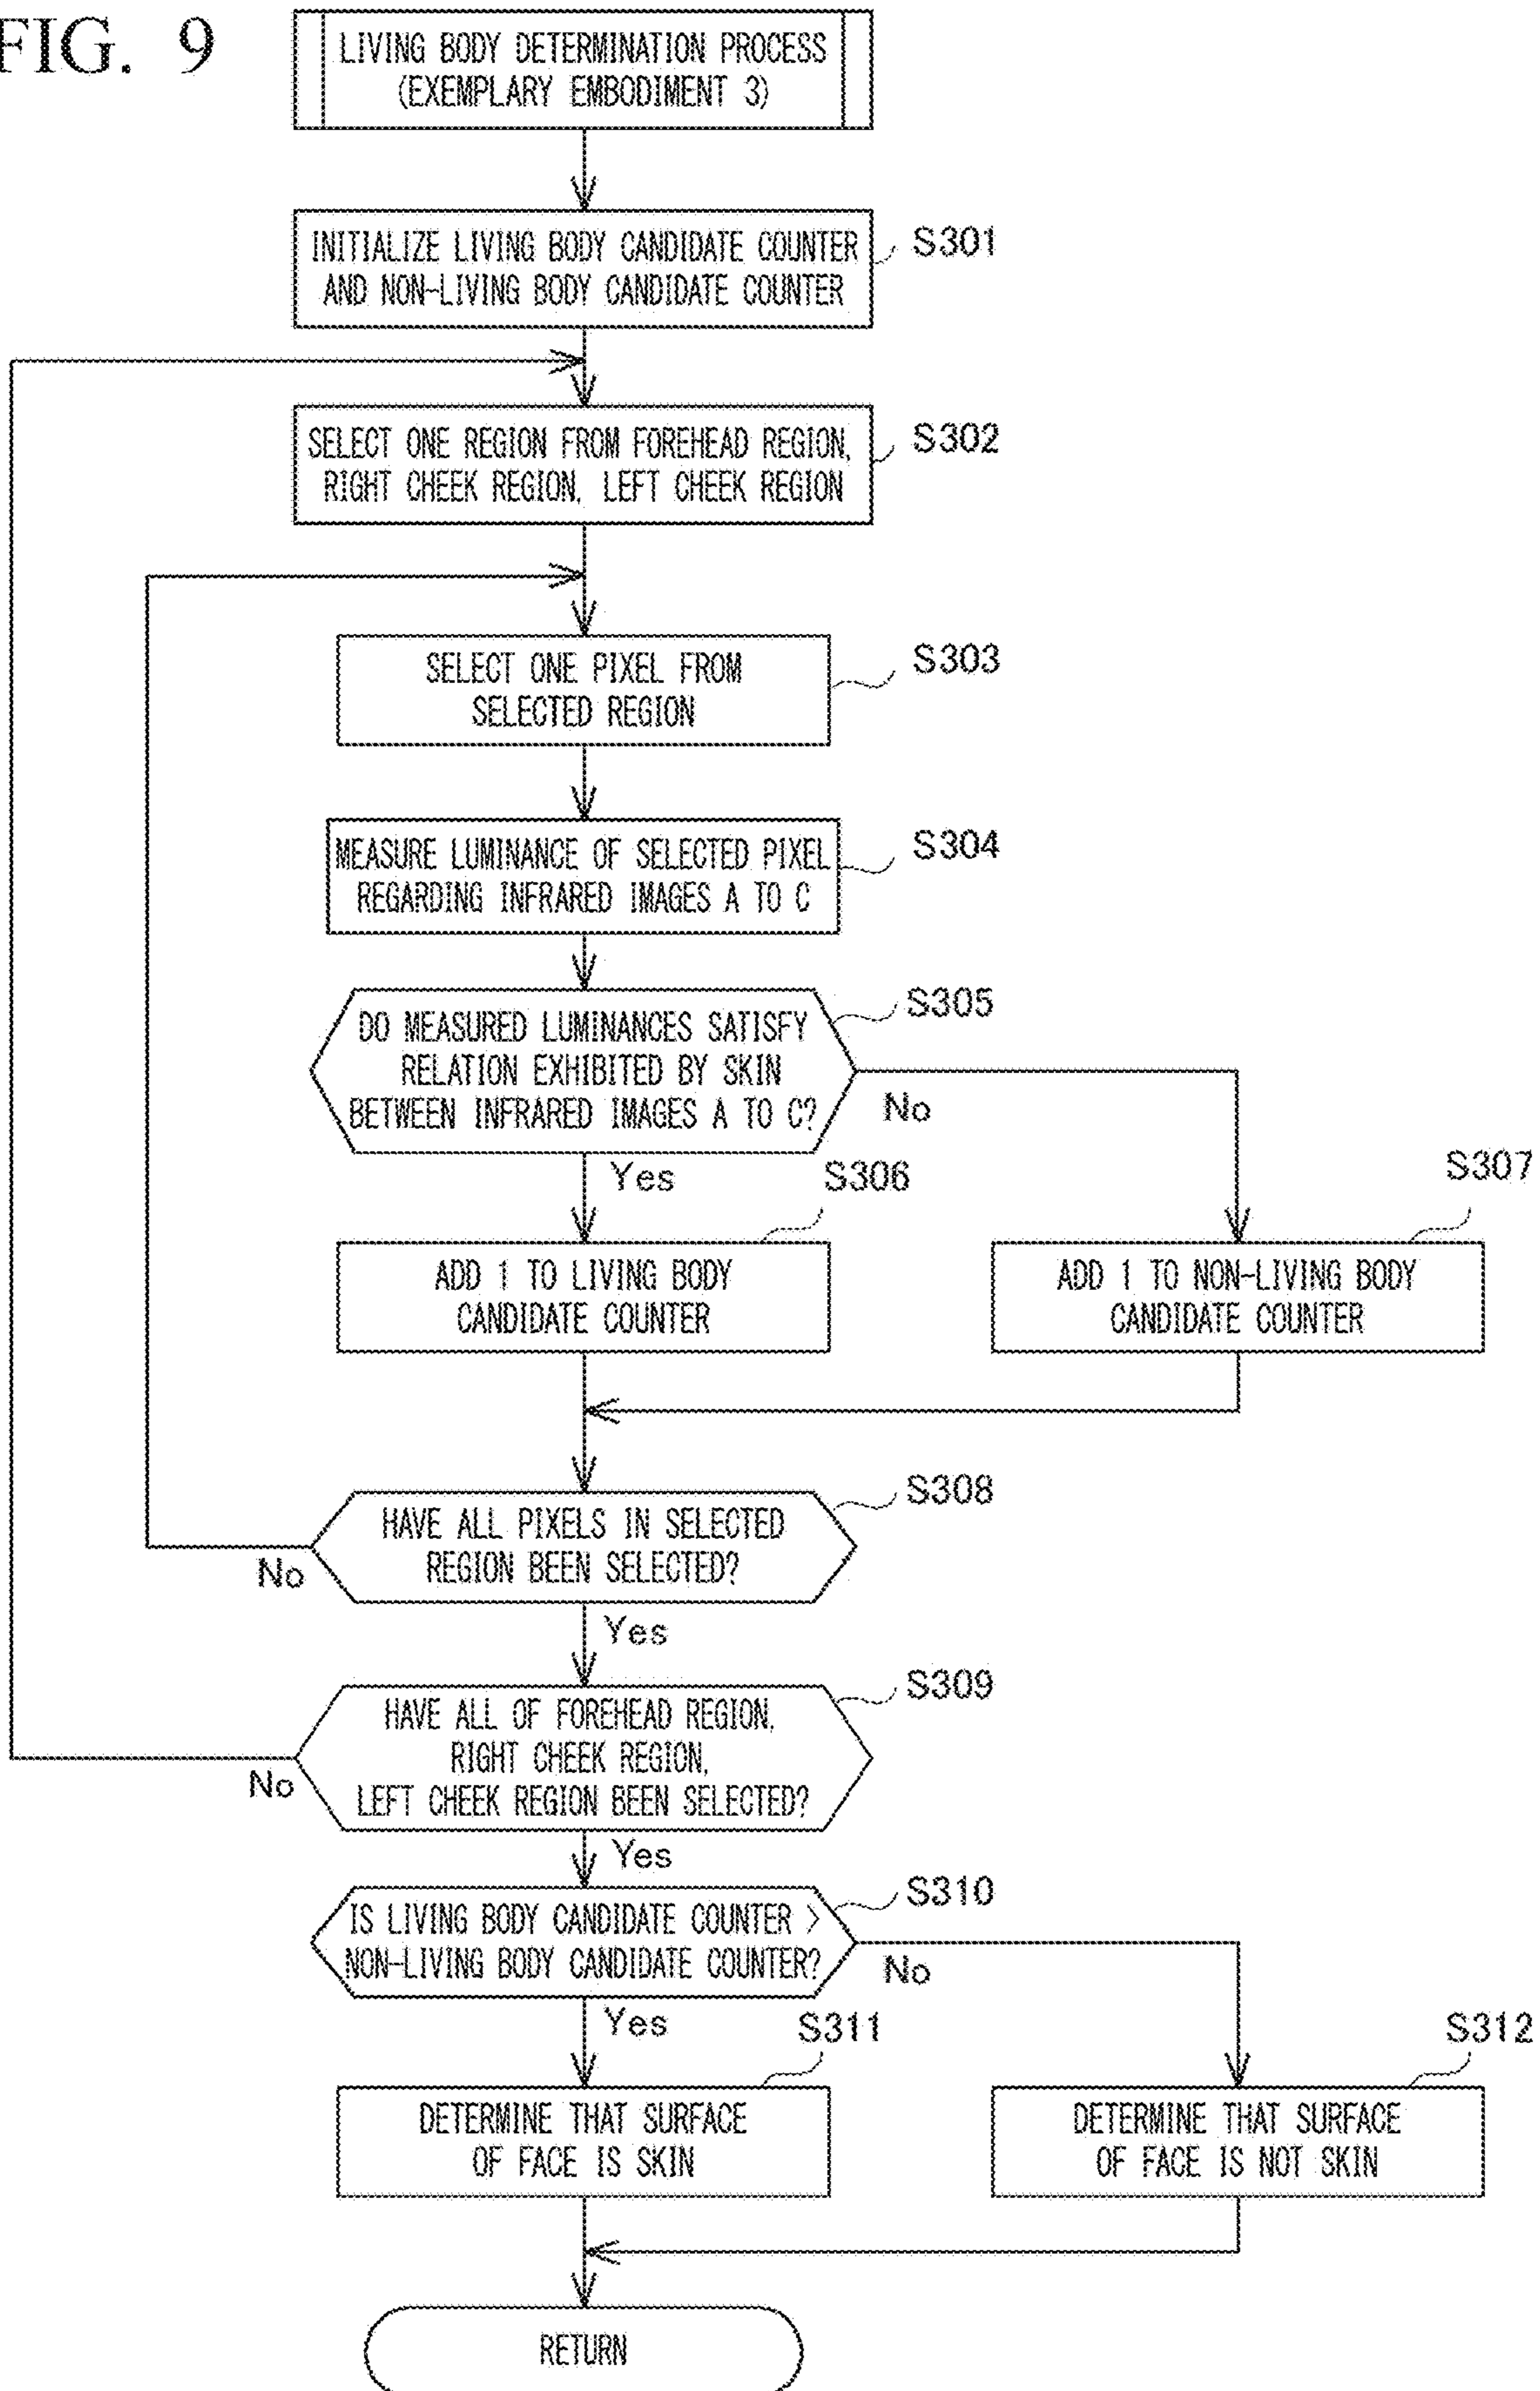 FIG. 9
LIVING BODY DETERMINATION PROCESS
(EXEMPLARY EMBODIMENT 3)
INITIALIZE LIVING BODY CANDIDATE COUNTER
AND NON-LIVING BODY CANDIDATE COUNTER
S301
SELECT ONE REGION FROM FOREHEAD REGION,
RIGHT CHEEK REGION, LEFT CHEEK REGION
S302
SELECT ONE PIXEL FROM
SELECTED REGION
S303
MEASURE LUMINANCE OF SELECTED PIXEL
REGARDING INFRARED IMAGES A TO C
S304
DO MEASURED LUMINANCES SATISFY
RELATION EXHIBITED BY SKIN
BETWEEN INFRARED IMAGES A TO C?
S305
No
Yes
S306
S307
ADD 1 TO LIVING BODY
CANDIDATE COUNTER
ADD 1 TO NON-LIVING BODY
CANDIDATE COUNTER
S308
HAVE ALL PIXELS IN SELECTED
REGION BEEN SELECTED?
No
Yes
S309
HAVE ALL OF FOREHEAD REGION,
RIGHT CHEEK REGION,
LEFT CHEEK REGION BEEN SELECTED?
No
Yes
S310
IS LIVING BODY CANDIDATE COUNTER >
NON-LIVING BODY CANDIDATE COUNTER?
No
Yes
S311
S312
DETERMINE THAT SURFACE
OF FACE IS SKIN
DETERMINE THAT SURFACE
OF FACE IS NOT SKIN
RETURN